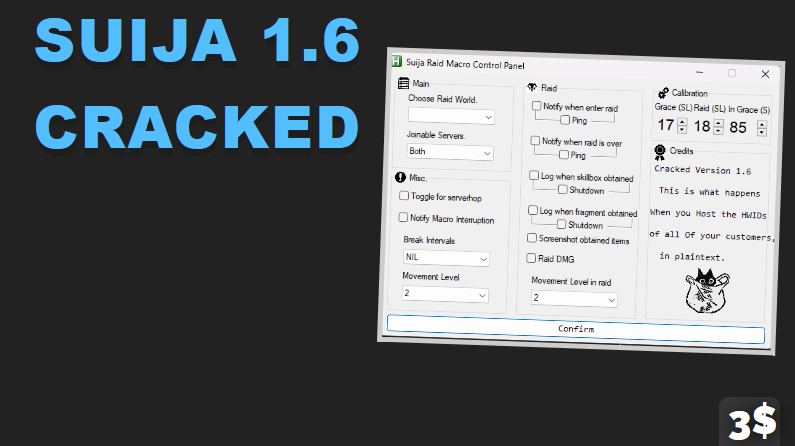 SUIJA 1.6
CRACKED
Suija Raid Macro Control Panel
Main
Choose Raid World.
Joinable Servers.
Both
Misc.
Toggle for serverhop
Notify Macro Interruption
Break Intervals
NIL
Movement Level
2
Raid
Notify when enter raid
Ping
Notify when raid is over
Ping
Log when skillbox obtained
Shutdown
Log when fragment obtained
Shutdown
Screenshot obtained items
Raid DMG
Movement Level in raid
2
Calibration
Grace (SL) Raid (SL) In Grace (S)
17 18 85
Credits
Cracked Version 1.6
This is what happens
When you Host the HWIDs
of all Of your customers,
in plaintext.
Confirm
3$